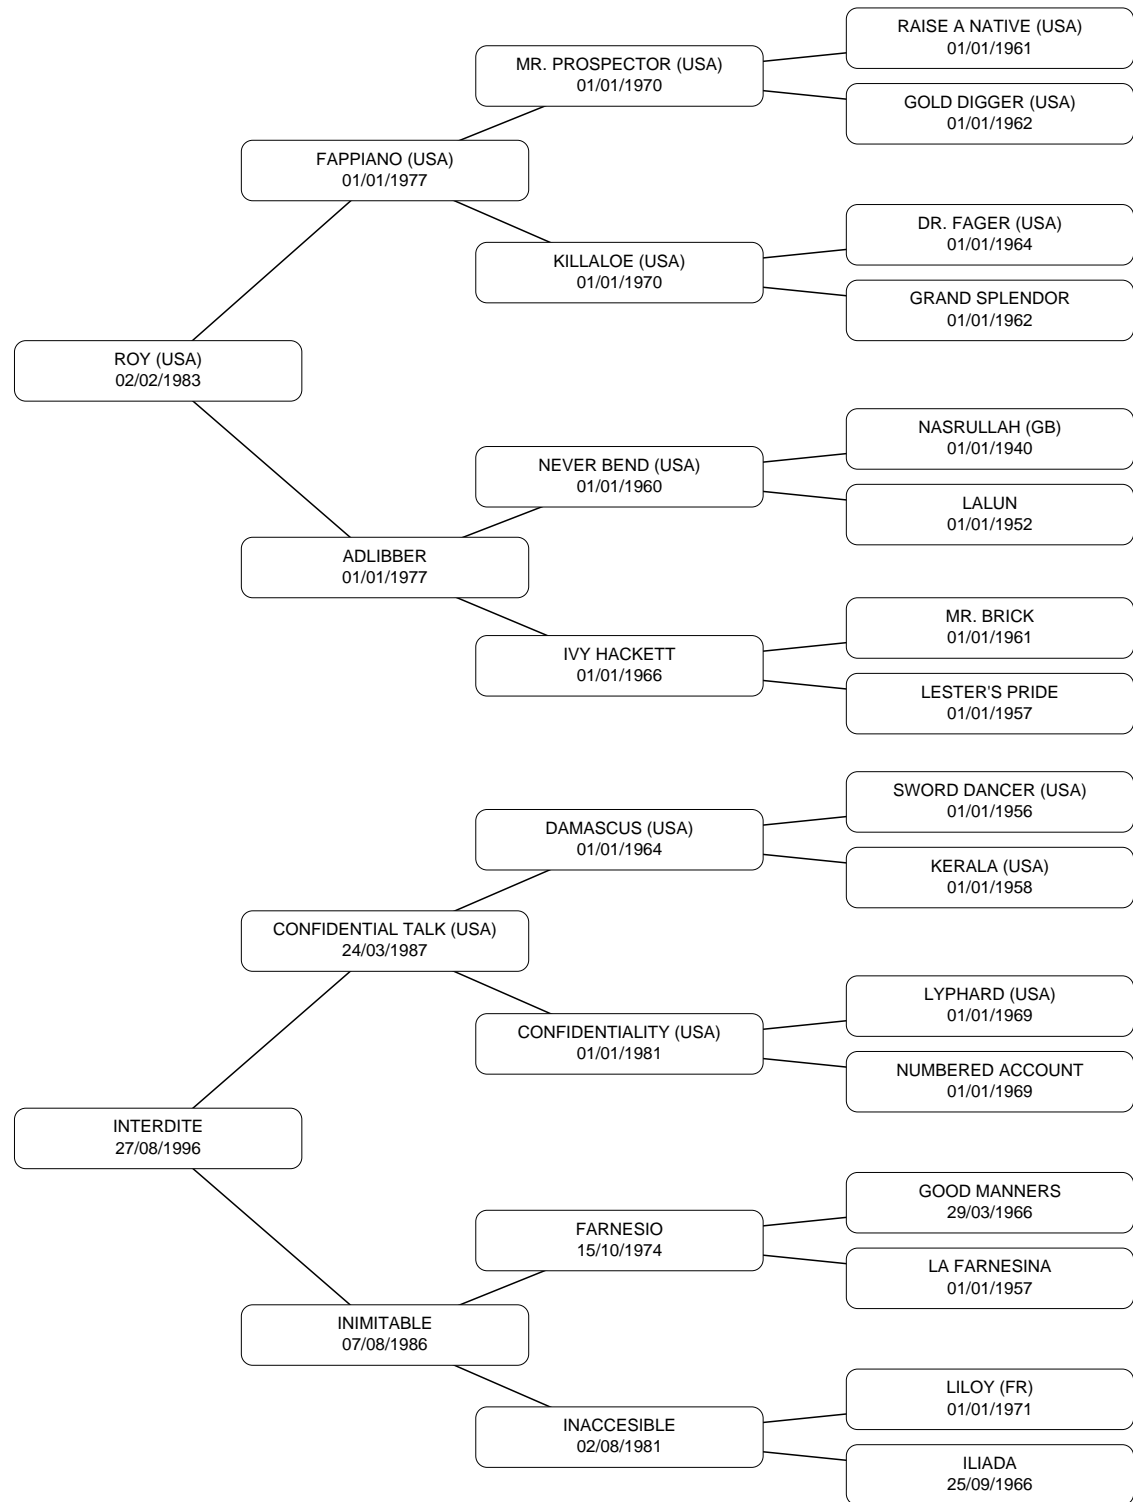 RAISE A NATIVE (USA)
01/01/1961
MR. PROSPECTOR (USA)
01/01/1970
GOLD DIGGER (USA)
01/01/1962
FAPPIANO (USA)
01/01/1977
DR. FAGER (USA)
01/01/1964
KILLALOE (USA)
01/01/1970
GRAND SPLENDOR
01/01/1962
ROY (USA)
02/02/1983
NASRULLAH (GB)
01/01/1940
NEVER BEND (USA)
01/01/1960
LALUN
01/01/1952
ADLIBBER
01/01/1977
MR. BRICK
01/01/1961
IVY HACKETT
01/01/1966
LESTER'S PRIDE
01/01/1957
SWORD DANCER (USA)
01/01/1956
DAMASCUS (USA)
01/01/1964
KERALA (USA)
01/01/1958
CONFIDENTIAL TALK (USA)
24/03/1987
LYPHARD (USA)
01/01/1969
CONFIDENTIALITY (USA)
01/01/1981
NUMBERED ACCOUNT
01/01/1969
INTERDITE
27/08/1996
GOOD MANNERS
29/03/1966
FARNESIO
15/10/1974
LA FARNESINA
01/01/1957
INIMITABLE
07/08/1986
LILOY (FR)
01/01/1971
INACCESIBLE
02/08/1981
ILIADA
25/09/1966